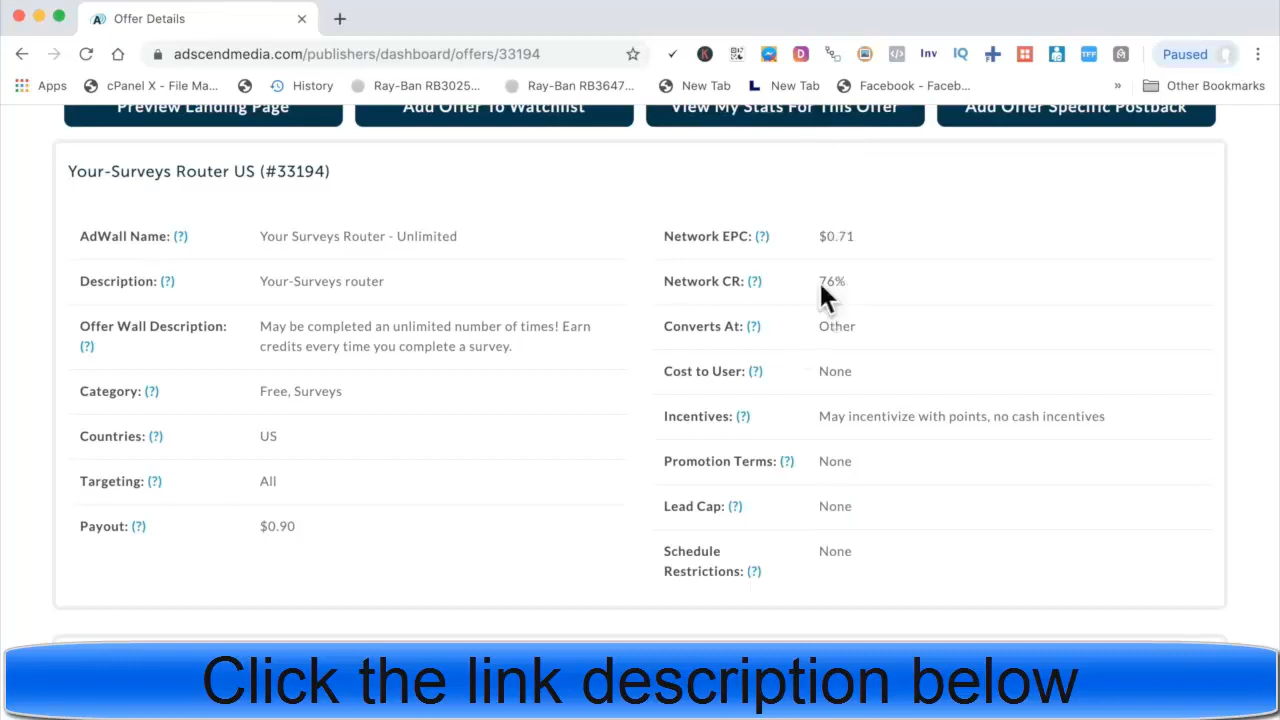 Offer Details
adscendmedia.com/publishers/dashboard/offers/33194
Inv
IQ
TFF
Paused
Apps
cPanel X - File Ma...
History
Ray-Ban RB3025...
Ray-Ban RB3647...
New Tab
New Tab
Facebook - Faceb...
»
Other Bookmarks
Preview Landing Page
Add Offer To Watchlist
View My Stats For This Offer
Add Offer Specific Postback
Your-Surveys Router US (#33194)
AdWall Name: (?) Your Surveys Router - Unlimited
Description: (?) Your-Surveys router
Offer Wall Description: May be completed an unlimited number of times! Earn
(?) credits every time you complete a survey.
Category: (?) Free, Surveys
Countries: (?) US
Targeting: (?) All
Payout: (?) $0.90
Network EPC: (?) $0.71
Network CR: (?) 76%
Converts At: (?) Other
Cost to User: (?) None
Incentives: (?) May incentivize with points, no cash incentives
Promotion Terms: (?) None
Lead Cap: (?) None
Schedule None
Restrictions: (?)
Click the link description below